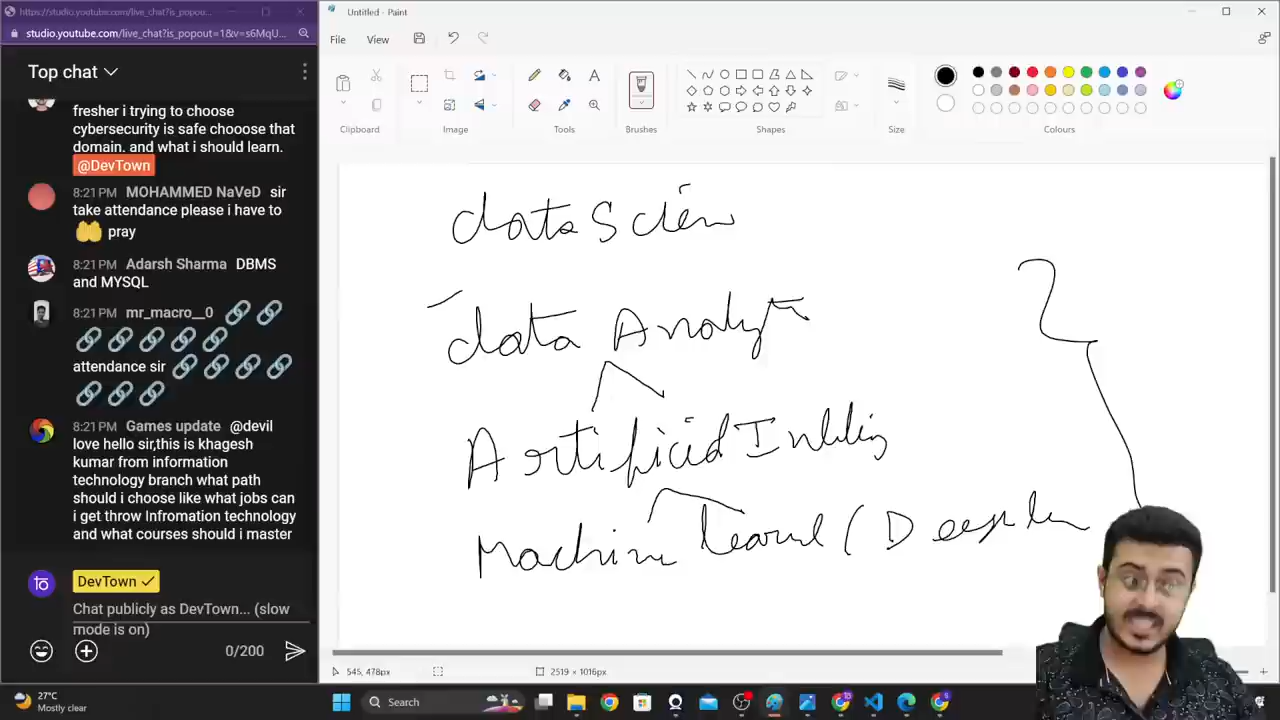 https://studio.youtube.com/live_chat?is_popou...
studio.youtube.com/live_chat?is_popout=1&v=s6MqU...
Top chat
fresher i trying to choose
cybersecurity is safe chooose that
domain. and what i should learn.
@DevTown
8:21 PM MOHAMMED NaVeD sir
take attendance please i have to
pray
8:21 PM Adarsh Sharma DBMS
and MYSQL
8:21 PM mr_macro__0
attendance sir
8:21 PM Games update @devil
love hello sir,this is khagesh
kumar from information
technology branch what path
should i choose like what jobs can
i get throw Infromation technology
and what courses should i master
DevTown
Chat publicly as DevTown... (slow
mode is on)
0/200
Untitled - Paint
File View
Clipboard Image Tools Brushes Shapes Size Colours
data Scien
data Analyt
Artificial Intellig
Machine Learn / Deep Len
545, 478px
2519 × 1016px
27°C
Mostly clear
Search